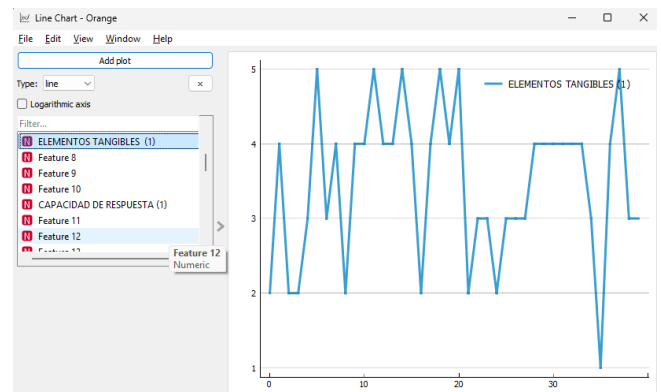 Line Chart - Orange
File Edit View Window Help
Add plot
Type: line
Logarithmic axis
Filter...
N ELEMENTOS TANGIBLES (1)
N Feature 8
N Feature 9
N Feature 10
N CAPACIDAD DE RESPUESTA (1)
N Feature 11
N Feature 12
Feature 12
Numeric
ELEMENTOS TANGIBLES (1)
5
4
3
2
1
0 10 20 30